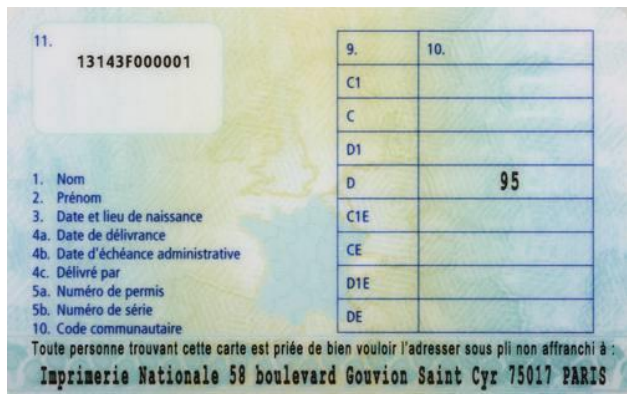 11.
13143F000001
9. 10.
C1
C
D1
D 95
C1E
CE
D1E
DE
1. Nom
2. Prénom
3. Date et lieu de naissance
4a. Date de délivrance
4b. Date d'échéance administrative
4c. Délivré par
5a. Numéro de permis
5b. Numéro de série
10. Code communautaire
Toute personne trouvant cette carte est priée de bien vouloir l'adresser sous pli non affranchi à :
Imprimerie Nationale 58 boulevard Gouvion Saint Cyr 75017 PARIS